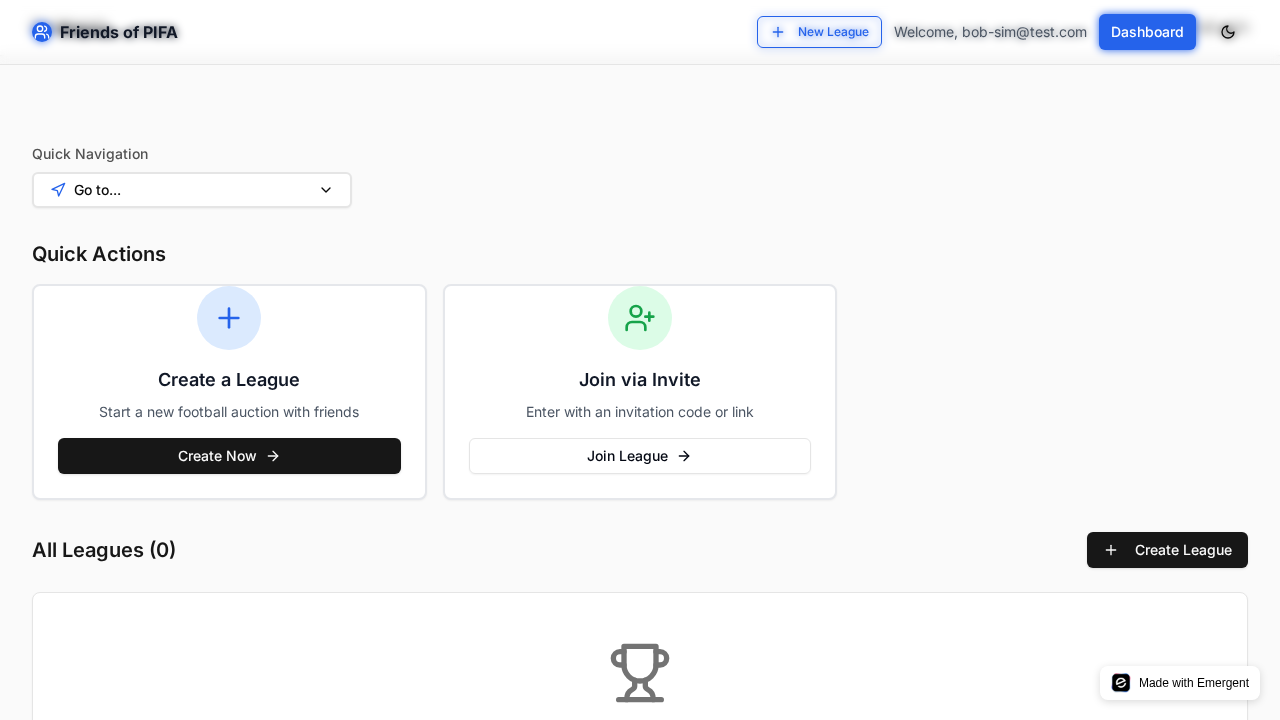 Friends of PIFA
New League
Welcome, bob-sim@test.com
Dashboard
Quick Navigation
Go to...
Quick Actions
Create a League
Start a new football auction with friends
Create Now
Join via Invite
Enter with an invitation code or link
Join League
All Leagues (0)
Create League
Made with Emergent